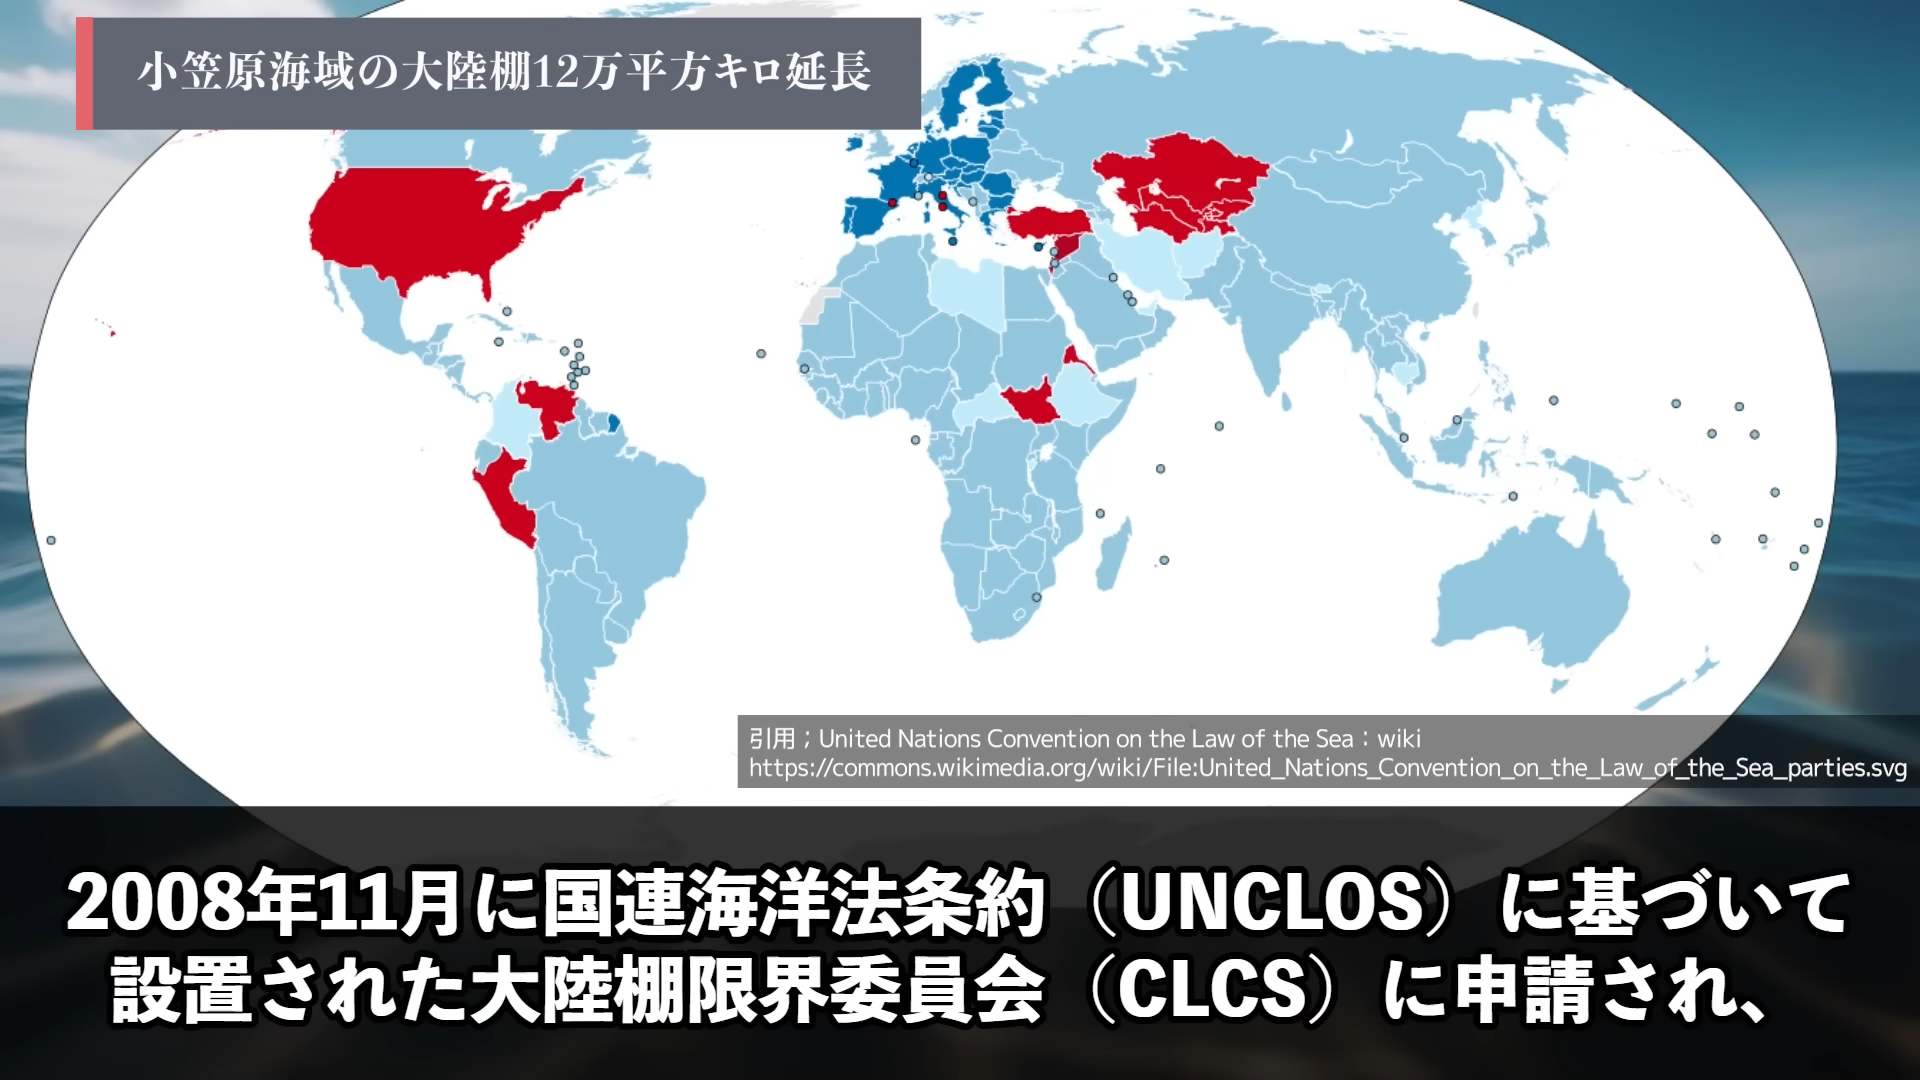 小笠原海域の大陸棚12万平方キロ延長
引用；United Nations Convention on the Law of the Sea：wiki
https://commons.wikimedia.org/wiki/File:United_Nations_Convention_on_the_Law_of_the_Sea_parties.svg
2008年11月に国連海洋法条約（UNCLOS）に基づいて
設置された大陸棚限界委員会（CLCS）に申請され、